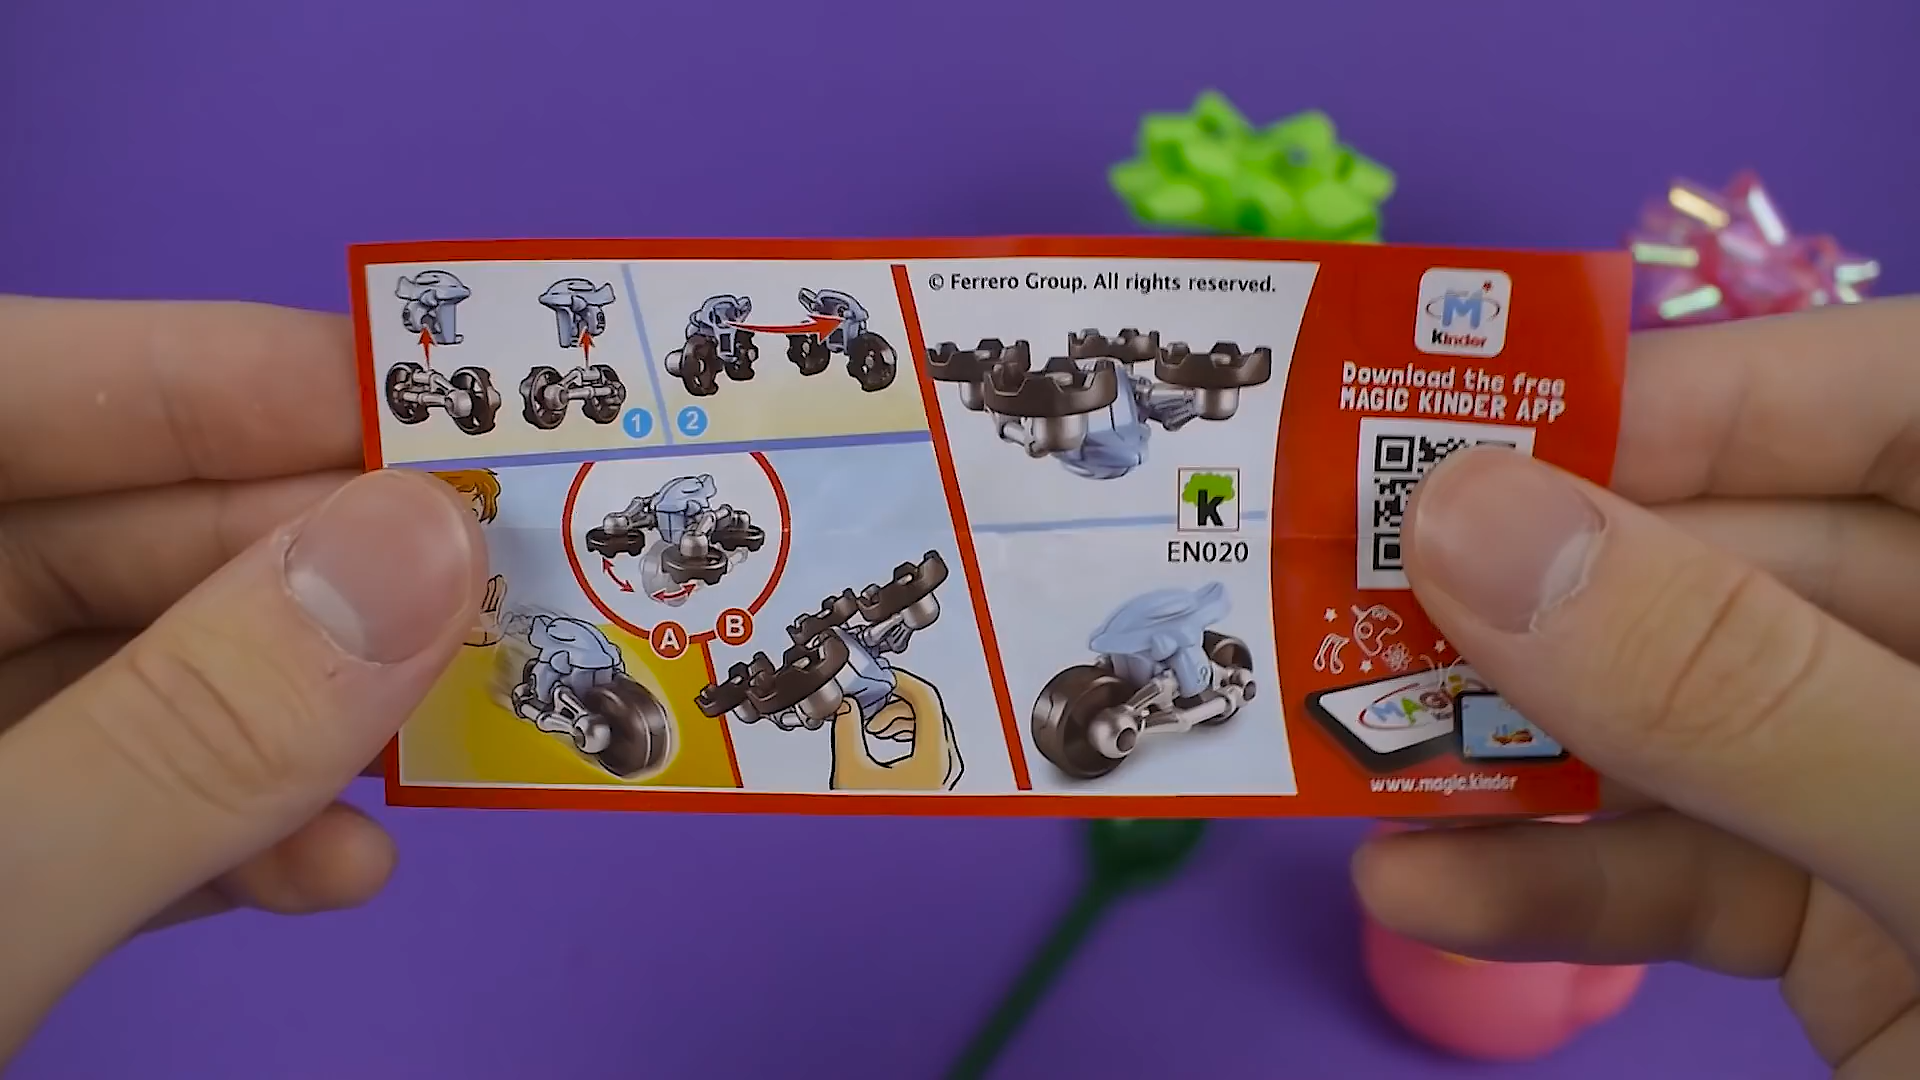 1
2
A
B
© Ferrero Group. All rights reserved.
k
EN020
M
Kinder
Download the free
MAGIC KINDER APP
www.magic.kinder